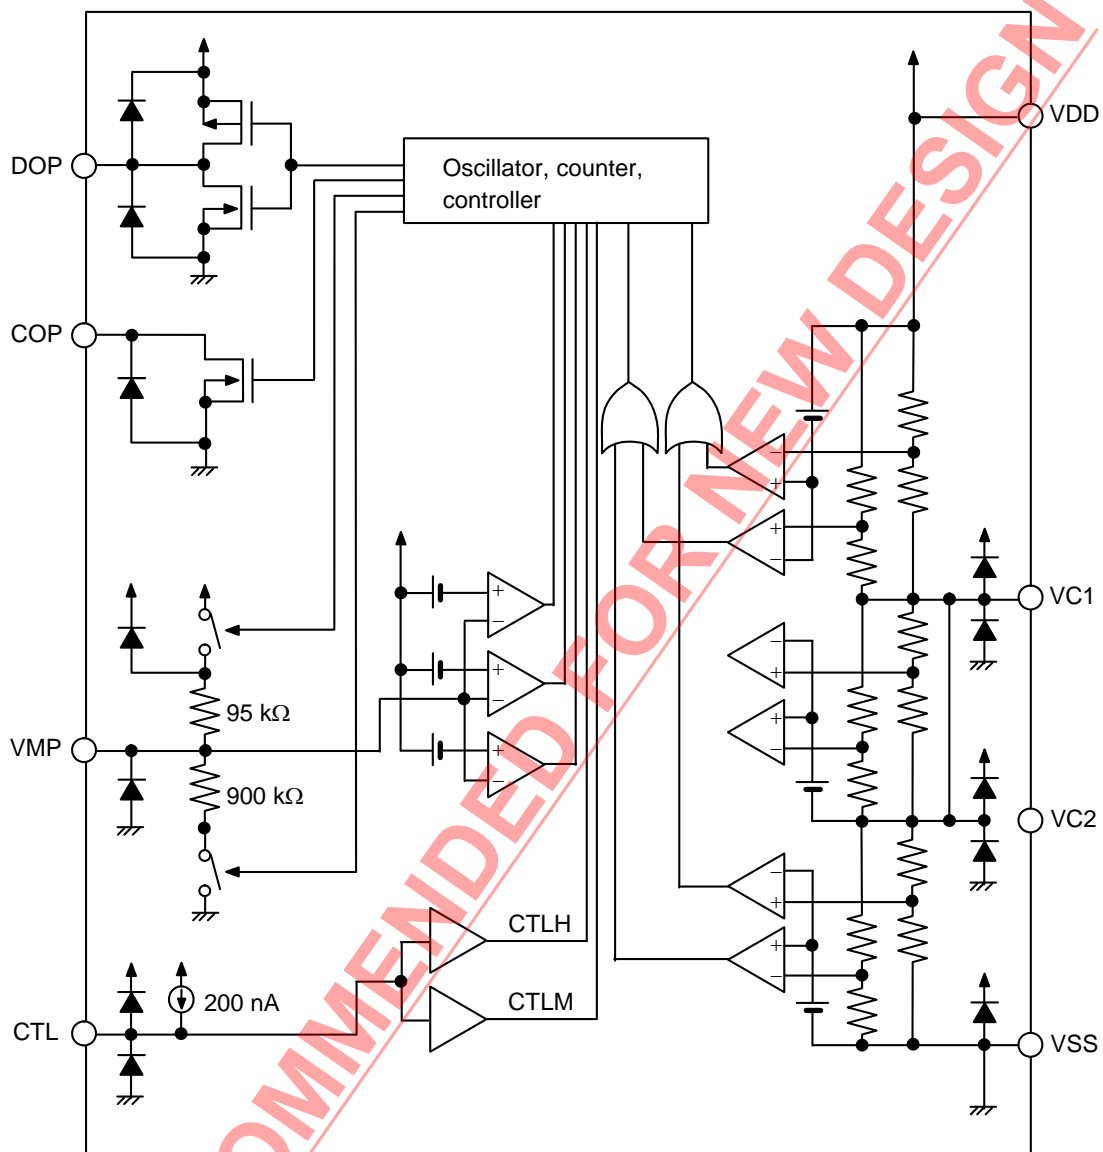 VDD
DOP
Oscillator, counter,
controller
COP
VC1
95 kΩ
VMP
900 kΩ
VC2
CTLH
200 nA
CTLM
CTL
VSS
OMMENDED FOR NEW DESIGN
+
−
+
−
+
−
−
+
+
−
−
+
+
−
−
+
+
−